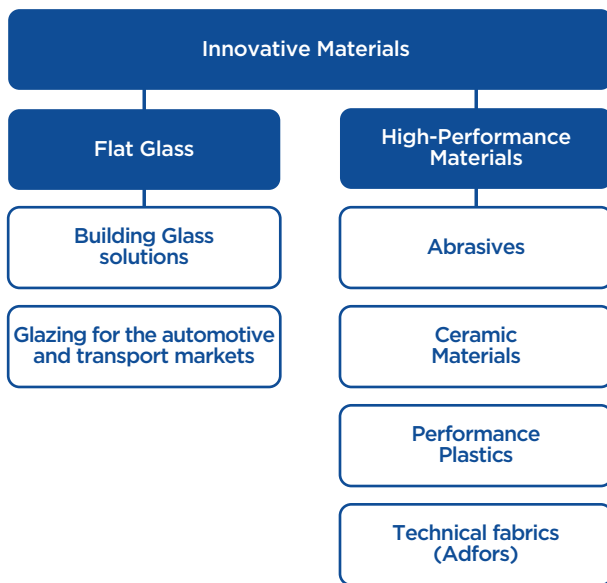 Innovative Materials
Flat Glass
Building Glass
solutions
Glazing for the automotive
and transport markets
High-Performance
Materials
Abrasives
Ceramic
Materials
Performance
Plastics
Technical fabrics
(Adfors)